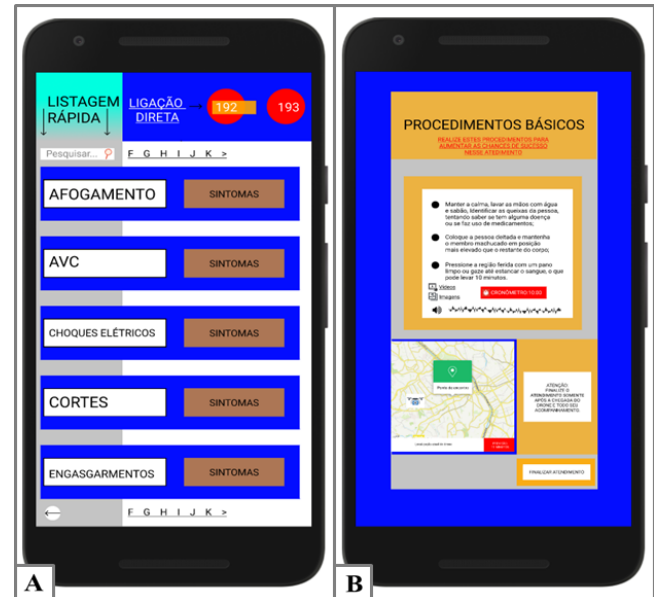 LISTAGEM
RÁPIDA
LIGAÇÃO
DIRETA
192
193
Pesquisar...
F G H I J K >
AFOGAMENTO
SINTOMAS
AVC
SINTOMAS
CHOQUES ELÉTRICOS
SINTOMAS
CORTES
SINTOMAS
ENGASGARMENTOS
SINTOMAS
F G H I J K >
A
PROCEDIMENTOS BÁSICOS
REALIZE ESTES PROCEDIMENTOS PARA
AUMENTAR AS CHANCES DE SUCESSO
NESSE ATEDIMENTO
Manter a calma, lavar as mãos com água
e sabão, Identificar as queixas da pessoa,
tentando saber se tem alguma doença
ou se faz uso de medicamentos;
Coloque a pessoa deitada e mantenha
o membro machucado em posição
mais elevado que o restante do corpo;
Pressione a região ferida com um pano
limpo ou gaze até estancar o sangue, o que
pode levar 10 minutos.
Vídeos
Imagens
CRONÔMETRO 10:00
ATENÇÃO:
FINALIZE O
ATENDIMENTO SOMENTE
APÓS A CHEGADA DO
DRONE E TODO SEU
ACOMPANHAMENTO.
FINALIZAR ATENDIMENTO
B